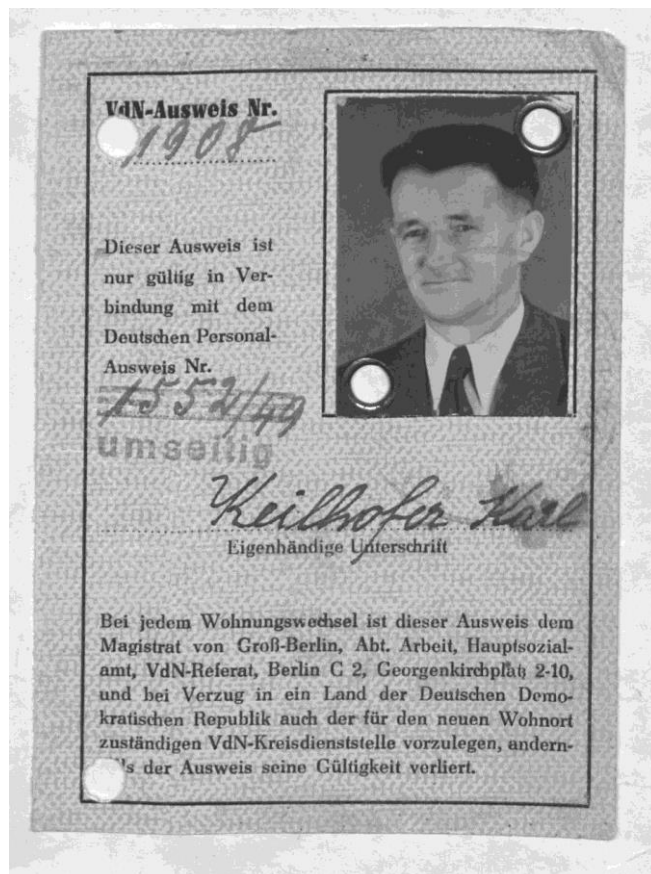 VdN-Ausweis Nr.
1908
Dieser Ausweis ist
nur gültig in Ver-
bindung mit dem
Deutschen Personal-
Ausweis Nr.
1552/49
umseitig
Keilhofer Karl
Eigenhändige Unterschrift
Bei jedem Wohnungswechsel ist dieser Ausweis dem
Magistrat von Groß-Berlin, Abt. Arbeit, Hauptsozial-
amt, VdN-Referat, Berlin C 2, Georgenkirchplatz 2-10,
und bei Verzug in ein Land der Deutschen Demo-
kratischen Republik auch der für den neuen Wohnort
zuständigen VdN-Kreisdienststelle vorzulegen, andern-
der Ausweis seine Gültigkeit verliert.